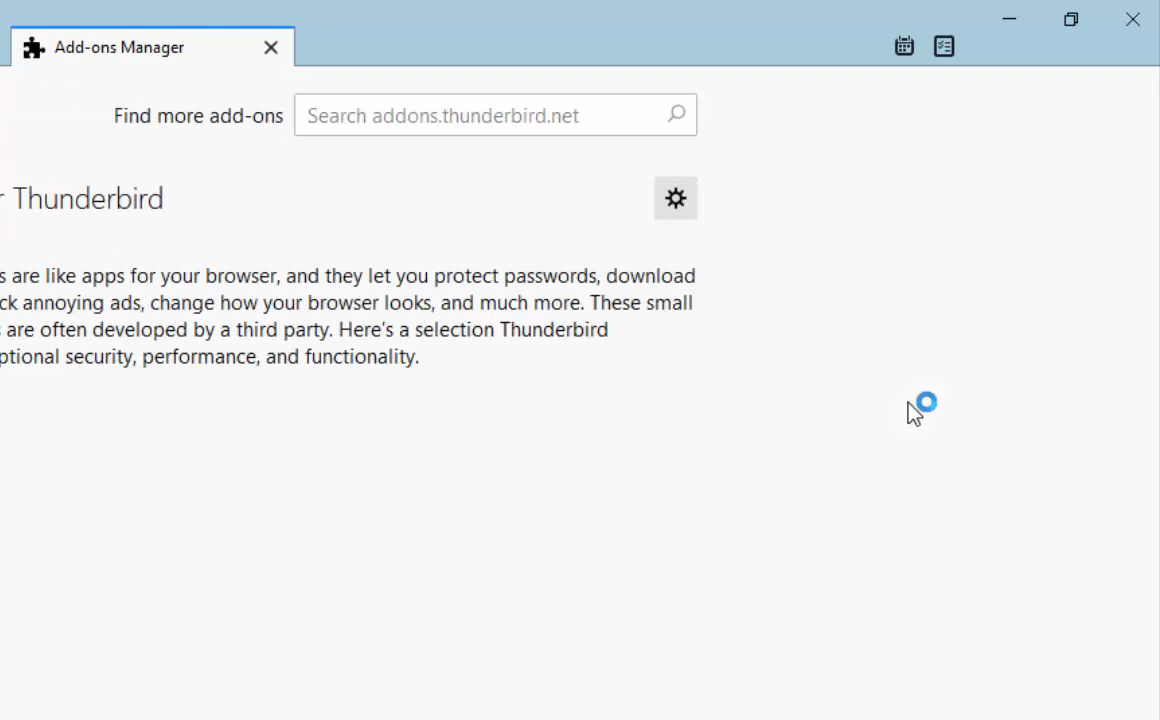 Add-ons Manager
Find more add-ons Search addons.thunderbird.net
Thunderbird
are like apps for your browser, and they let you protect passwords, download
annoying ads, change how your browser looks, and much more. These small
are often developed by a third party. Here's a selection Thunderbird
security, performance, and functionality.